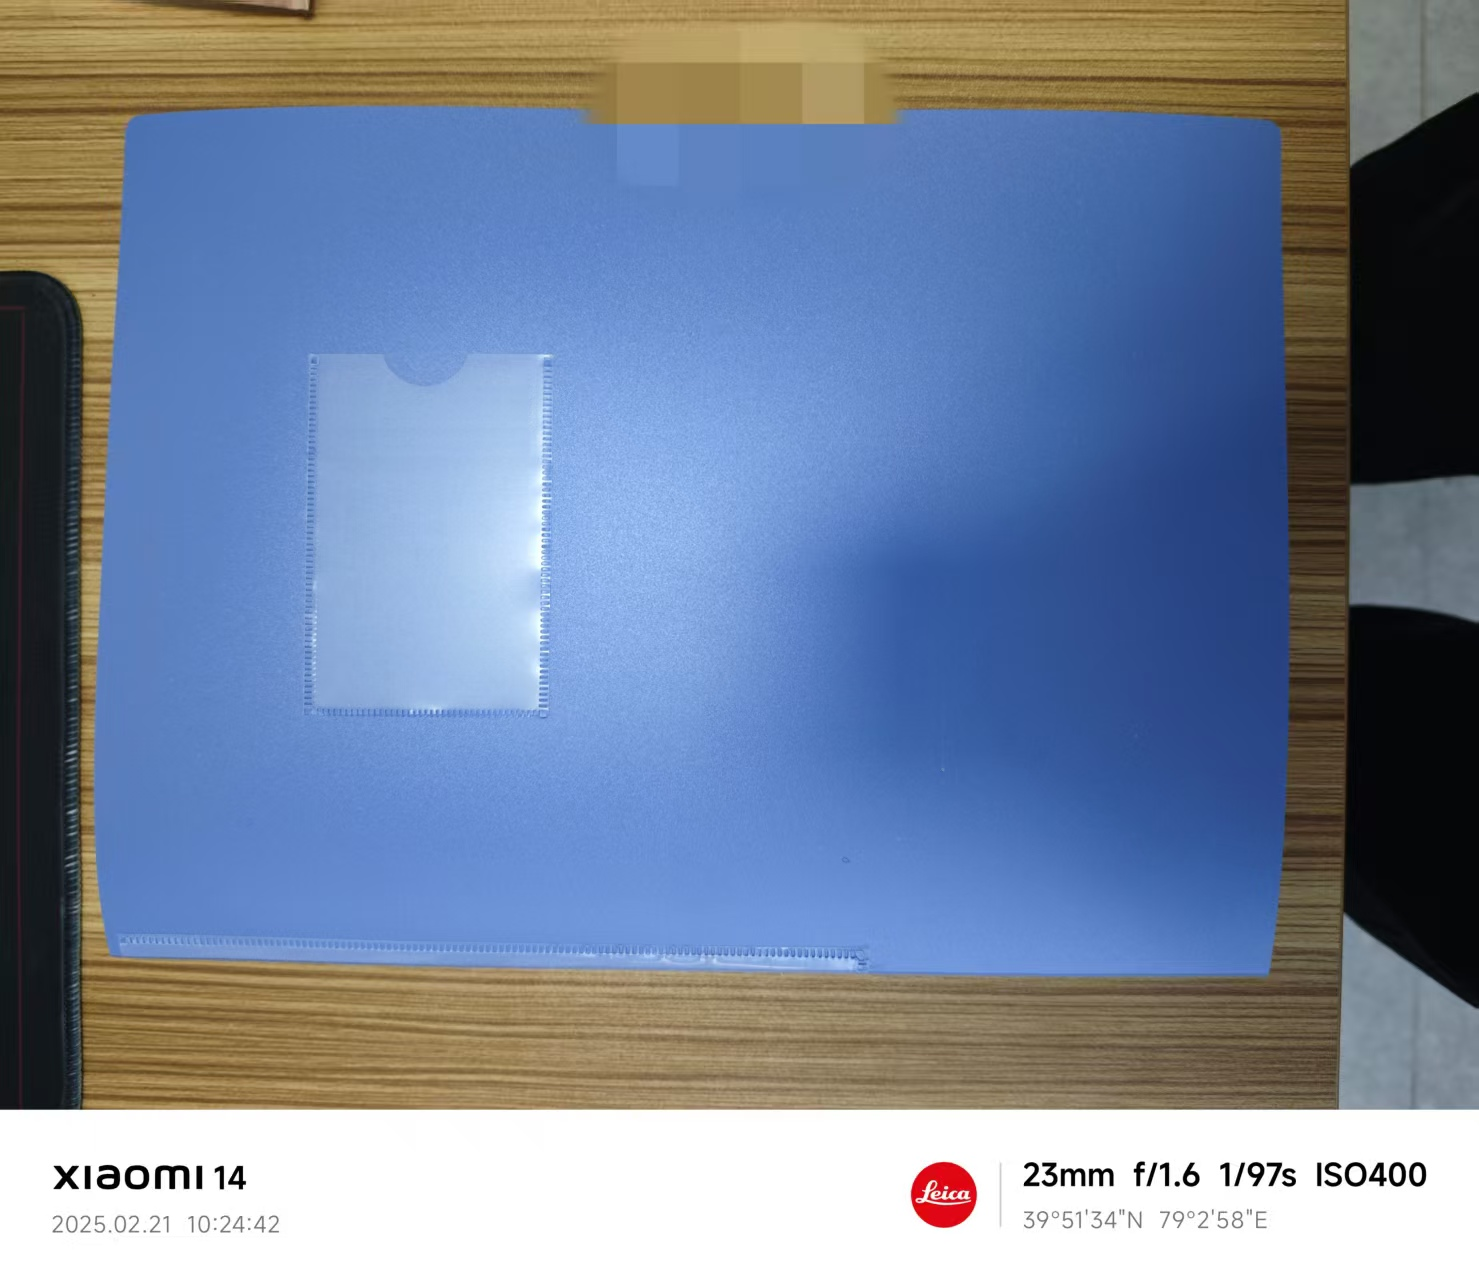 xiaomi 14
2025.02.21 10:24:42
Leica
23mm f/1.6 1/97s ISO400
39°51'34"N 79°2'58"E